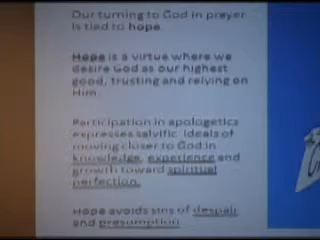 Our turning to God in prayer
is tied to hope.
Hope is a virtue where we
desire God as our highest
good, trusting and relying on
Him.
Participation in apologetics
expresses salvific ideals of
moving closer to God in
knowledge, experience and
growth toward spiritual
perfection.
Hope avoids sins of despair
and presumption